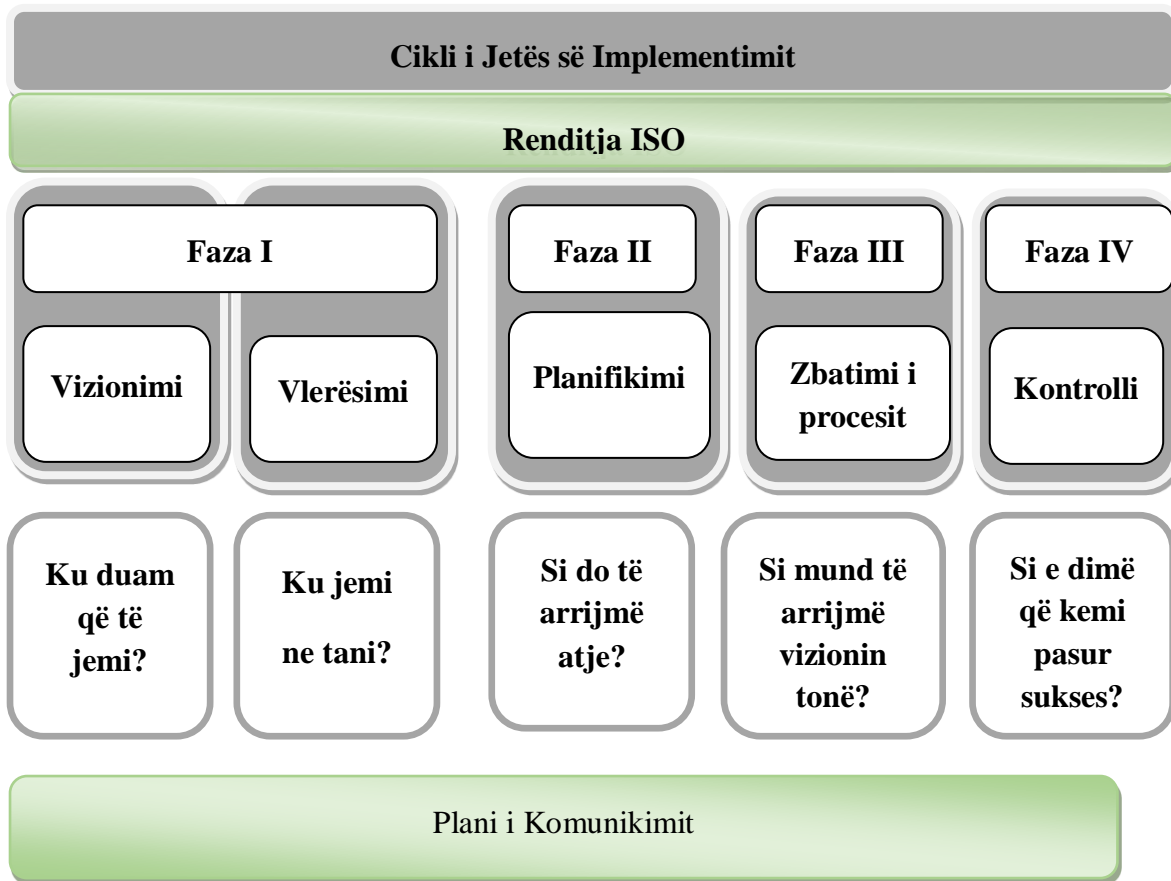 Cikli i Jetës së Implementimit
Renditja ISO
Faza I
Faza II
Faza III
Faza IV
Vizionimi
Vlerësimi
Planifikimi
Zbatimi i
procesit
Kontrolli
Ku duam
që të
jemi?
Ku jemi
ne tani?
Si do të
arrijmë
atje?
Si mund të
arrijmë
vizionin
tonë?
Si e dimë
që kemi
pasur
sukses?
Plani i Komunikimit